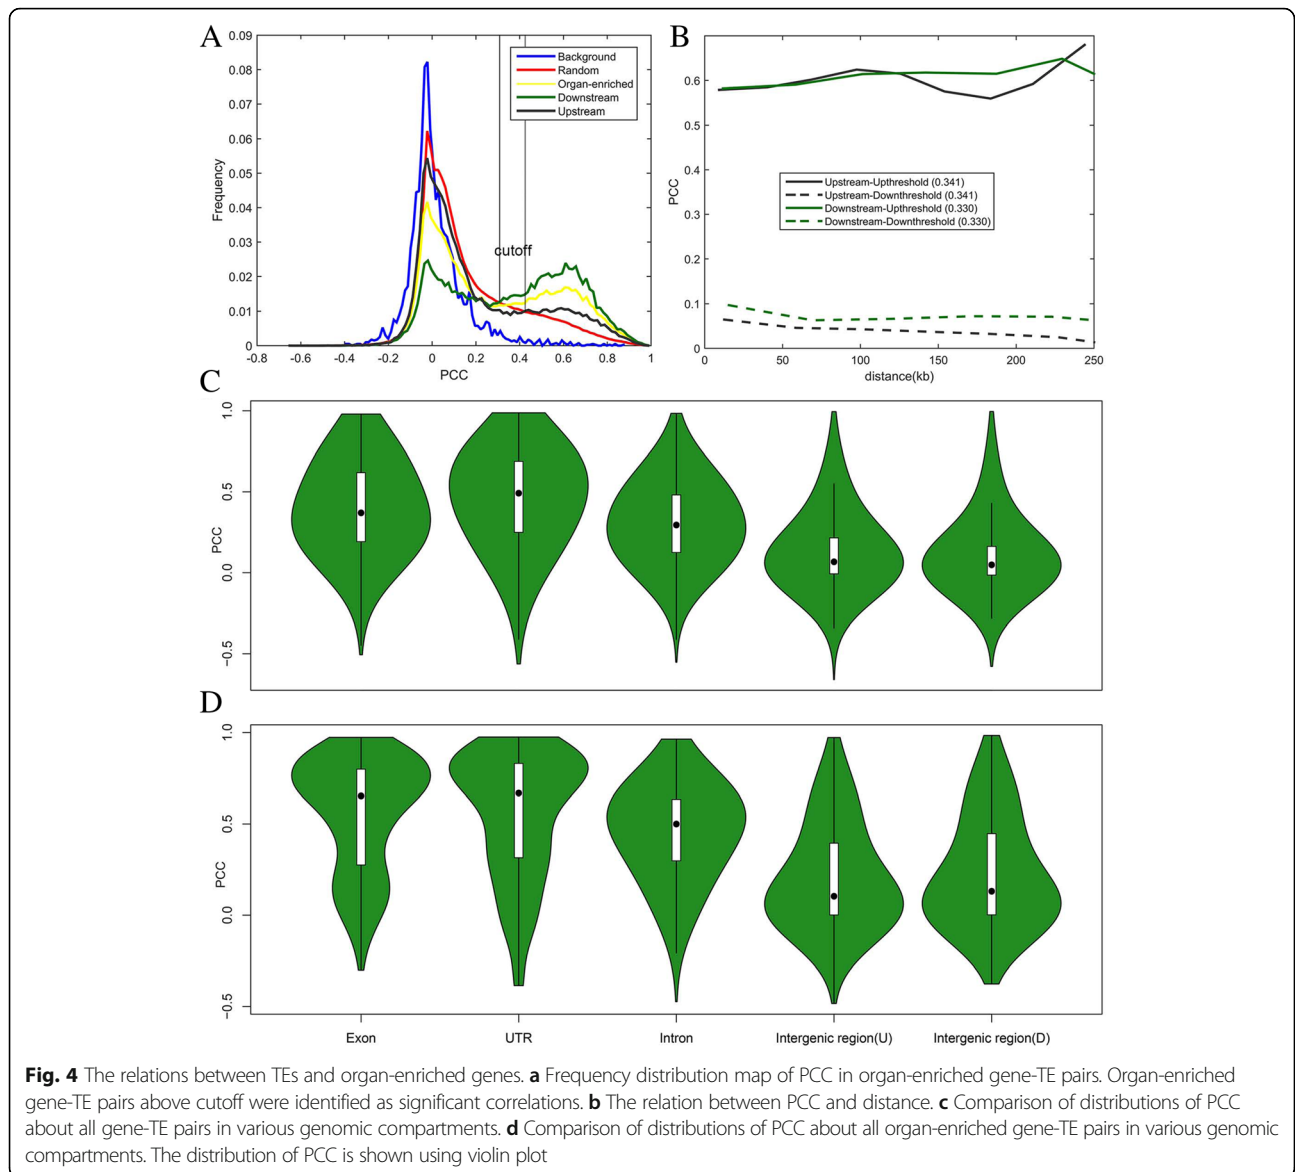 A
0.09
0.08
0.07
0.06
0.05
0.04
0.03
0.02
0.01
0
Frequency
-0.8 -0.6 -0.4 -0.2 0 0.2 0.4 0.6 0.8 1
PCC
Background
Random
Organ-enriched
Downstream
Upstream
cutoff
B
0.6
0.5
0.4
0.3
0.2
0.1
0
PCC
0 50 100 150 200 250
distance(kb)
Upstream-Upthreshold (0.341)
Upstream-Downthreshold (0.341)
Downstream-Upthreshold (0.330)
Downstream-Downthreshold (0.330)
C
1.0
0.5
0.0
−0.5
PCC
D
1.0
0.5
0.0
−0.5
PCC
Exon UTR Intron Intergenic region(U) Intergenic region(D)
Fig. 4 The relations between TEs and organ-enriched genes. a Frequency distribution map of PCC in organ-enriched gene-TE pairs. Organ-enriched
gene-TE pairs above cutoff were identified as significant correlations. b The relation between PCC and distance. c Comparison of distributions of PCC
about all gene-TE pairs in various genomic compartments. d Comparison of distributions of PCC about all organ-enriched gene-TE pairs in various genomic
compartments. The distribution of PCC is shown using violin plot